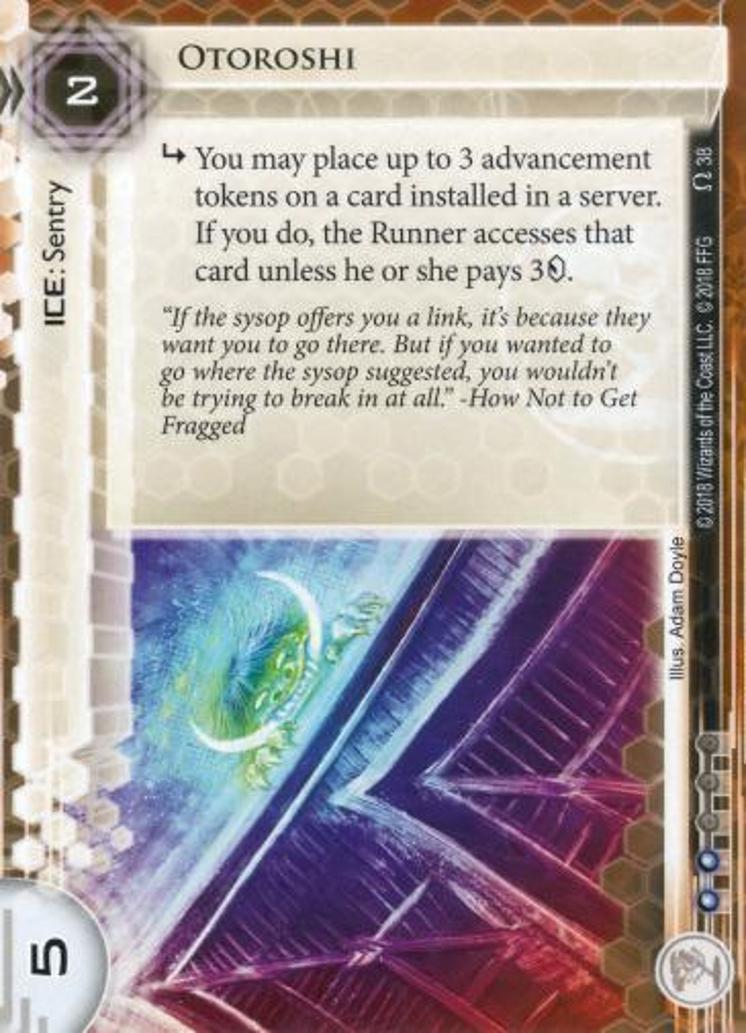 OTOROSHI
2
ICE: Sentry
↳ You may place up to 3 advancement
tokens on a card installed in a server.
If you do, the Runner accesses that
card unless he or she pays 3.
“If the sysop offers you a link, it’s because they
want you to go there. But if you wanted to
go where the sysop suggested, you wouldn’t
be trying to break in at all.” -How Not to Get
Fragged
© 2018 Wizards of the Coast LLC. © 2018 FFG Ω 38
Illus. Adam Doyle
5